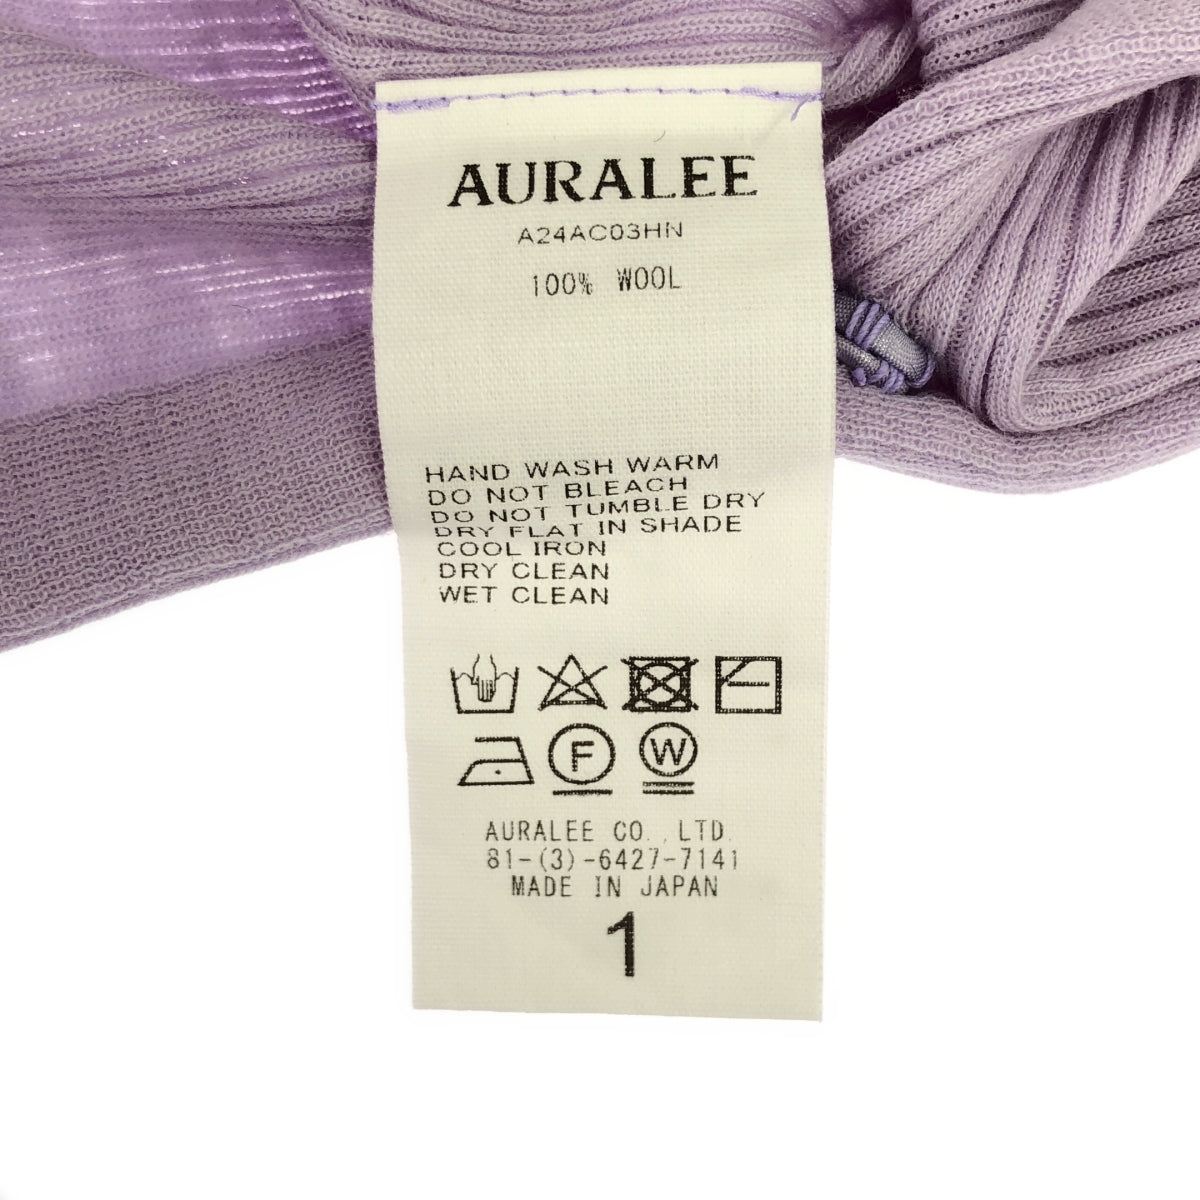 AURALEE
A24AC03HN
100% WOOL
HAND WASH WARM
DO NOT BLEACH
DO NOT TUMBLE DRY
DRY FLAT IN SHADE
COOL IRON
DRY CLEAN
WET CLEAN
F W
AURALEE CO., LTD.
81-(3)-6427-7141
MADE IN JAPAN
1